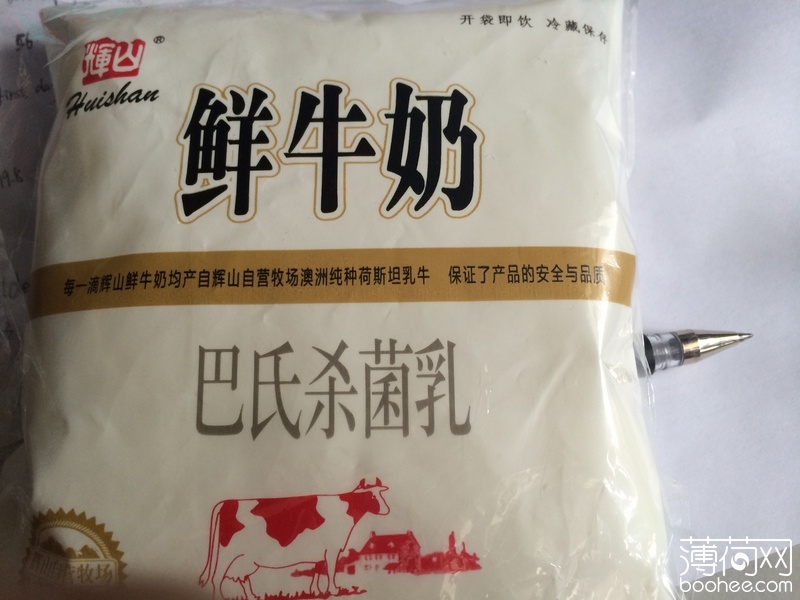 开袋即饮 冷藏保存
輝山®
Huishan
鲜牛奶
每一滴辉山鲜牛奶均产自辉山自营牧场澳洲纯种荷斯坦乳牛 保证了产品的安全与品质
巴氏杀菌乳
牧场
薄荷网
boohee.com